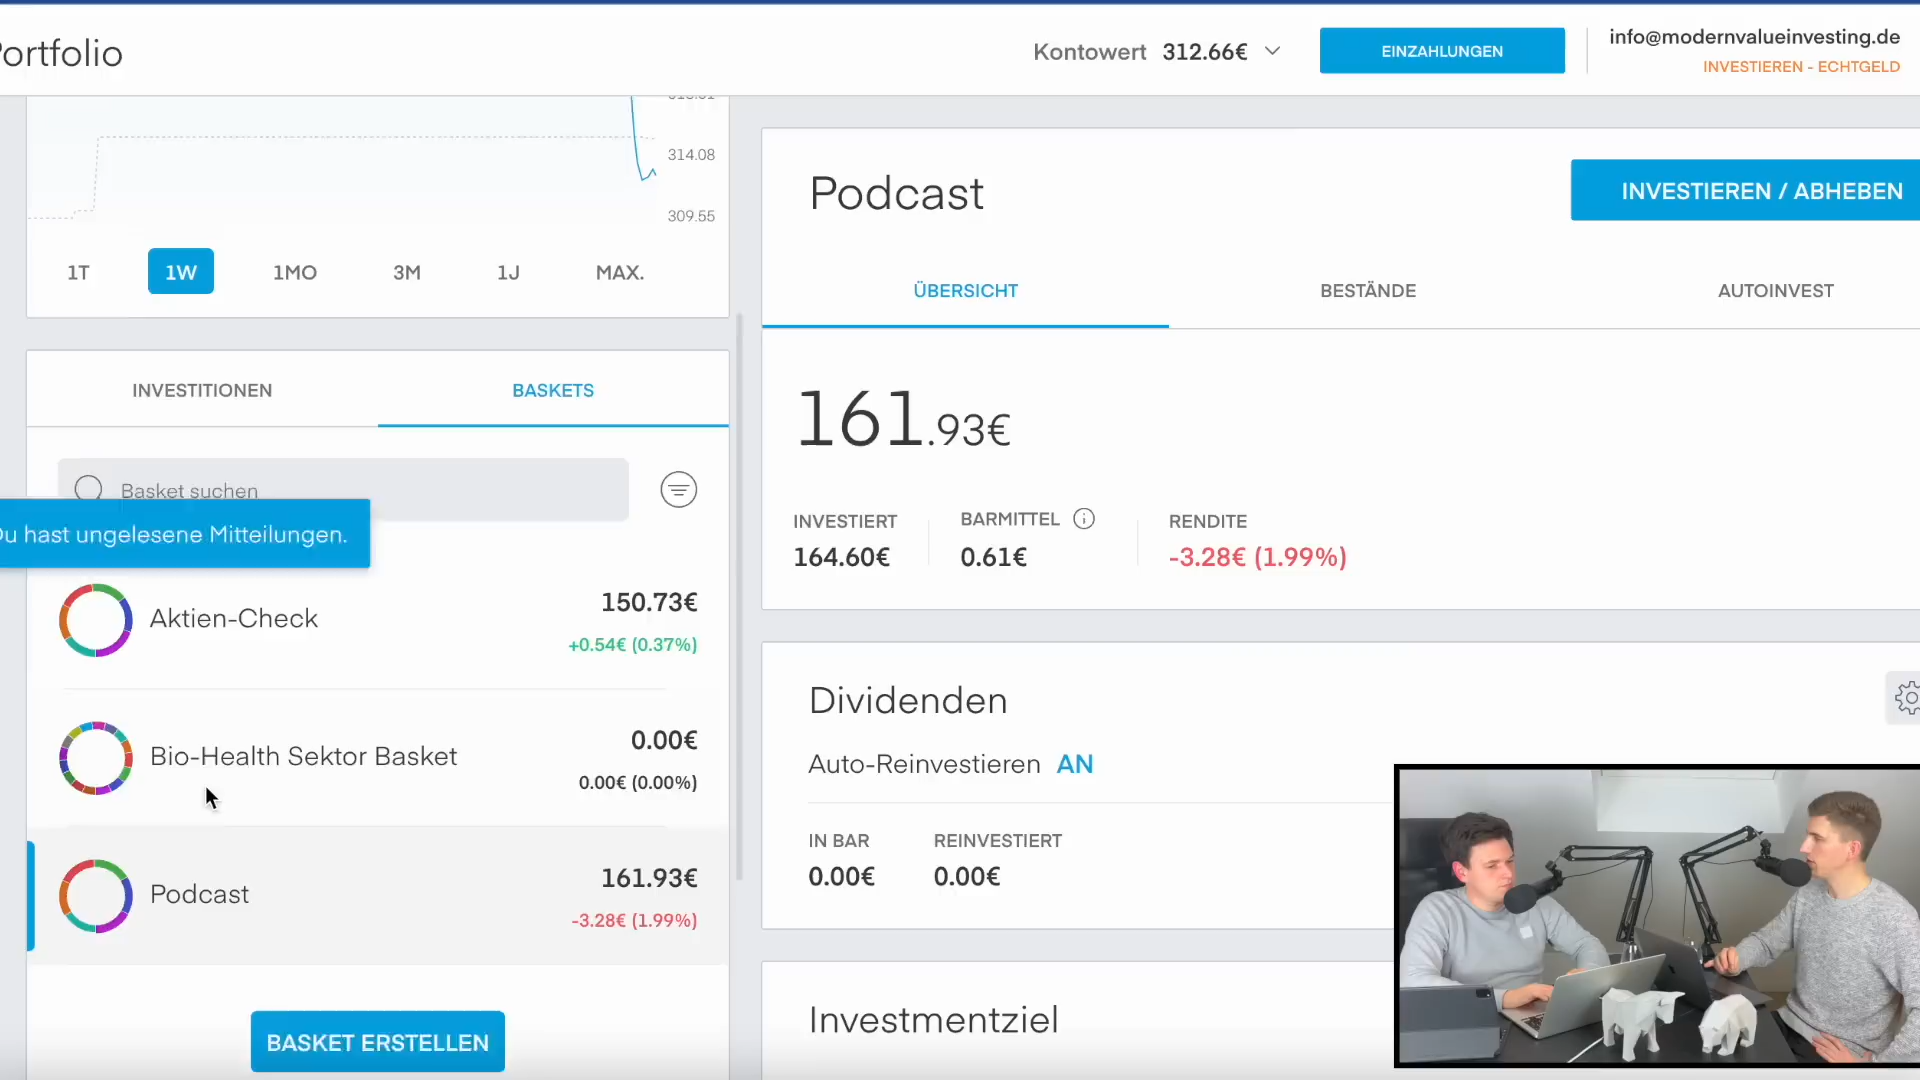 Portfolio
Kontowert 312.66€
EINZAHLUNGEN
info@modernvalueinvesting.de
INVESTIEREN - ECHTGELD
314.08
309.55
1T
1W
1MO
3M
1J
MAX.
INVESTITIONEN
BASKETS
Basket suchen
Du hast ungelesene Mitteilungen.
Aktien-Check
150.73€
+0.54€ (0.37%)
Bio-Health Sektor Basket
0.00€
0.00€ (0.00%)
Podcast
161.93€
-3.28€ (1.99%)
BASKET ERSTELLEN
Podcast
INVESTIEREN / ABHEBEN
ÜBERSICHT
BESTÄNDE
AUTOINVEST
161.93€
INVESTIERT
164.60€
BARMITTEL
0.61€
RENDITE
-3.28€ (1.99%)
Dividenden
Auto-Reinvestieren AN
IN BAR
0.00€
REINVESTIERT
0.00€
Investmentziel